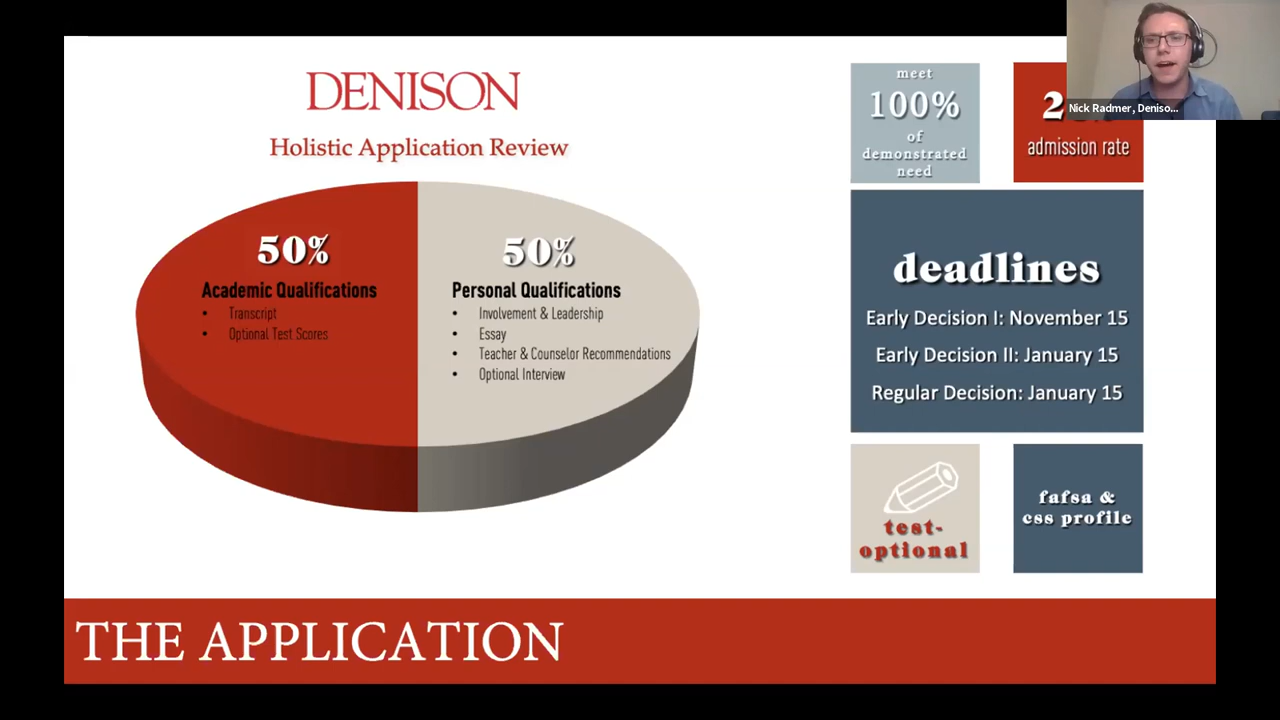 DENISON
Holistic Application Review
50%
Academic Qualifications
• Transcript
• Optional Test Scores
50%
Personal Qualifications
• Involvement & Leadership
• Essay
• Teacher & Counselor Recommendations
• Optional Interview
meet
100%
of
demonstrated
need
admission rate
Nick Radmer, Deniso...
deadlines
Early Decision I: November 15
Early Decision II: January 15
Regular Decision: January 15
test-
optional
fafsa &
css profile
THE APPLICATION